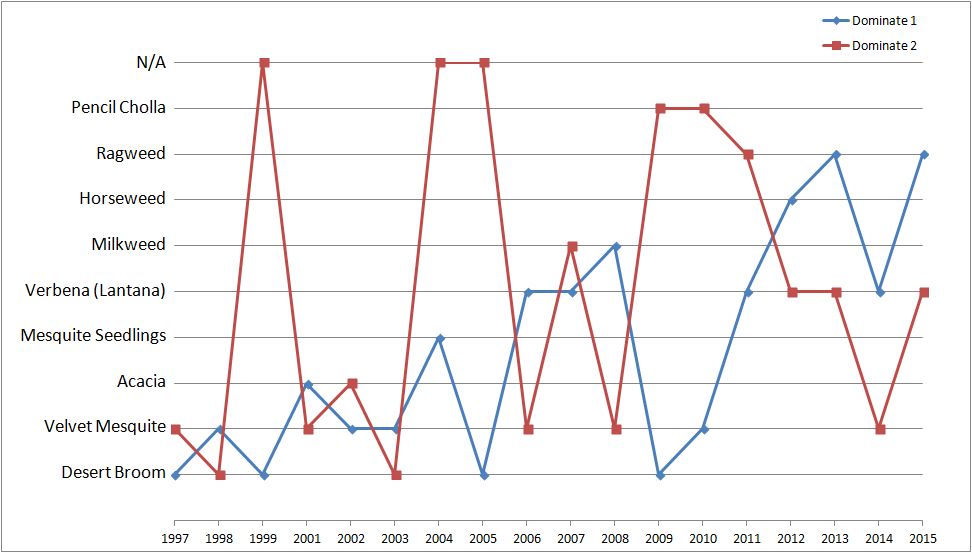 Dominate 1
Dominate 2
N/A
Pencil Cholla
Ragweed
Horseweed
Milkweed
Verbena (Lantana)
Mesquite Seedlings
Acacia
Velvet Mesquite
Desert Broom
1997 1998 1999 2001 2002 2003 2004 2005 2006 2007 2008 2009 2010 2011 2012 2013 2014 2015